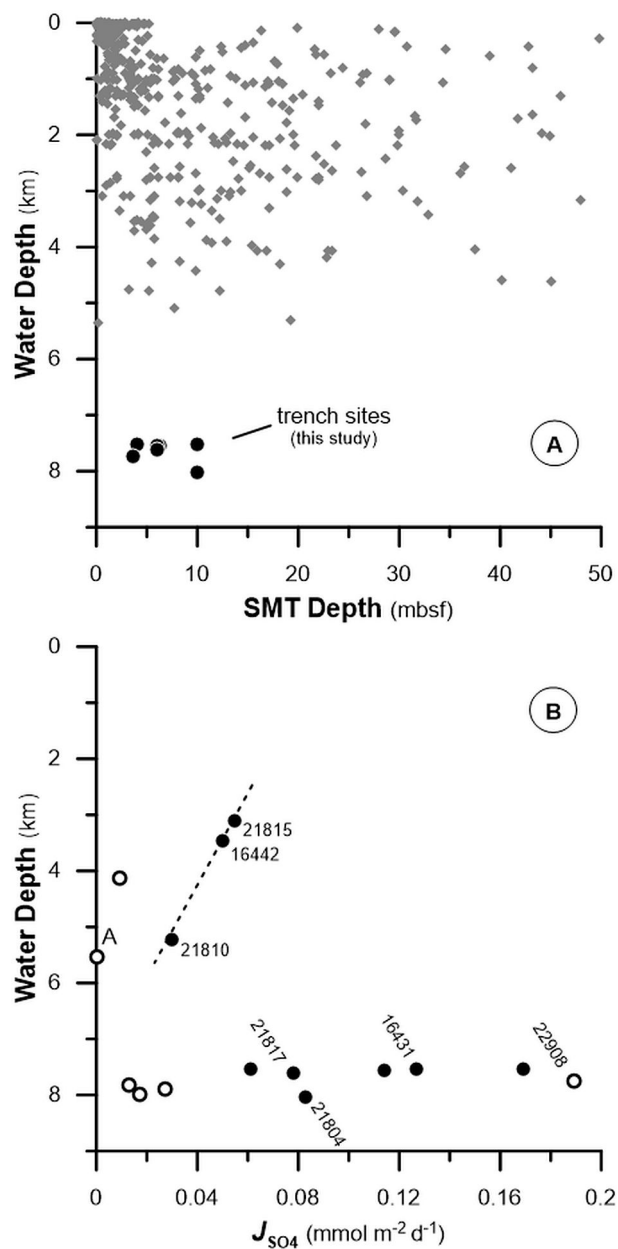 0
2
4
6
8
Water Depth (km)
trench sites
(this study)
A
0 10 20 30 40 50
SMT Depth (mbsf)
0
2
4
6
8
Water Depth (km)
B
21815
16442
A
21810
21817
16431
22908
21804
0 0.04 0.08 0.12 0.16 0.2
J_SO4 (mmol m⁻² d⁻¹)